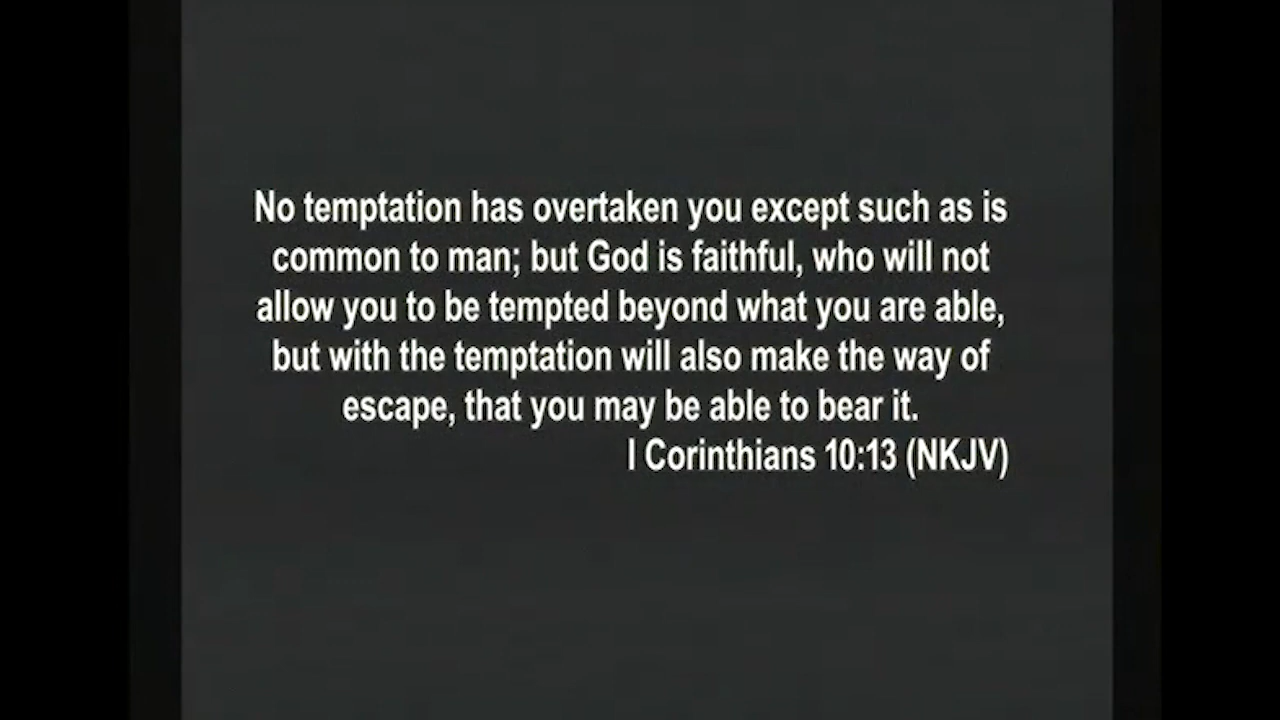 No temptation has overtaken you except such as is
common to man; but God is faithful, who will not
allow you to be tempted beyond what you are able,
but with the temptation will also make the way of
escape, that you may be able to bear it.
I Corinthians 10:13 (NKJV)